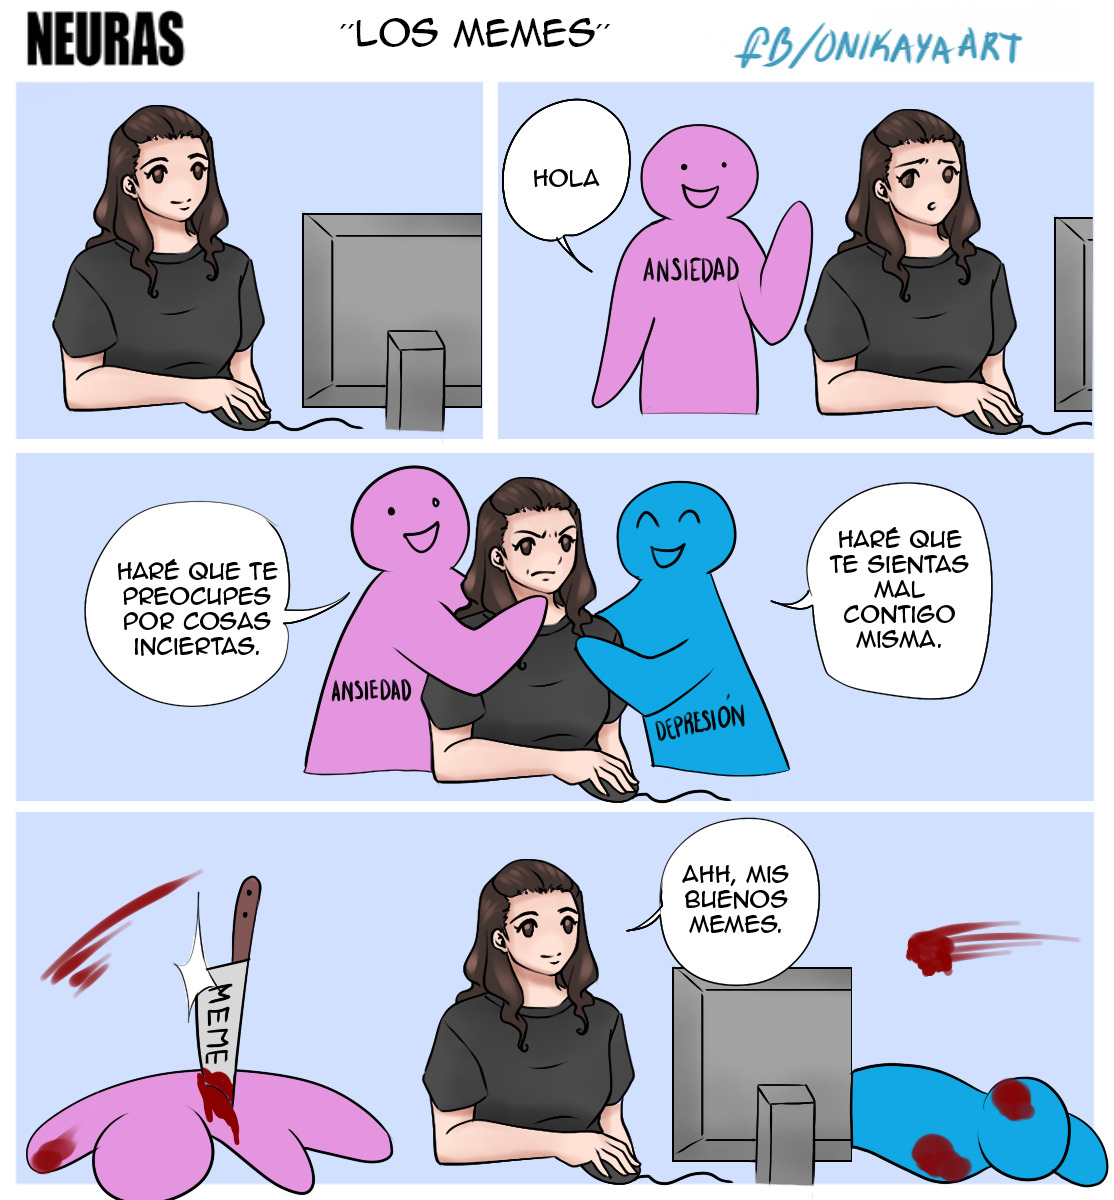 NEURAS
"LOS MEMES"
FB/ONIKAYAART
HOLA
ANSIEDAD
HARÉ QUE TE
PREOCUPES
POR COSAS
INCIERTAS.
ANSIEDAD
DEPRESIÓN
HARÉ QUE
TE SIENTAS
MAL
CONTIGO
MISMA.
MEME
AHH, MIS
BUENOS
MEMES.